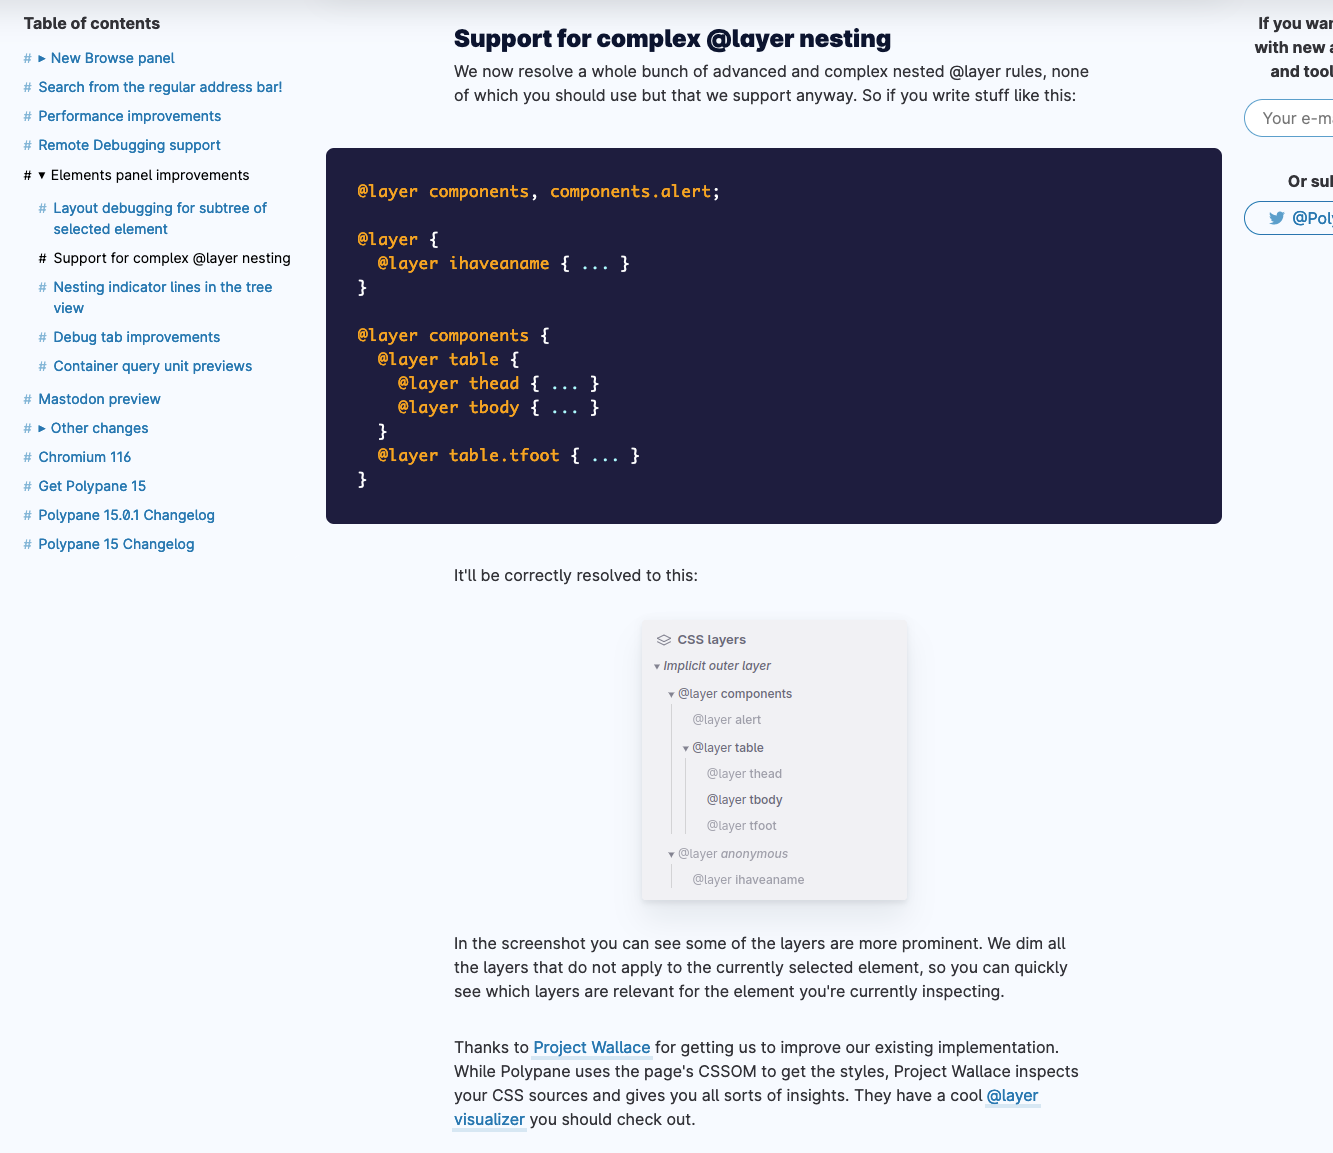 Table of contents
# ▸ New Browse panel
# Search from the regular address bar!
# Performance improvements
# Remote Debugging support
# ▾ Elements panel improvements
# Layout debugging for subtree of
selected element
# Support for complex @layer nesting
# Nesting indicator lines in the tree
view
# Debug tab improvements
# Container query unit previews
# Mastodon preview
# ▸ Other changes
# Chromium 116
# Get Polypane 15
# Polypane 15.0.1 Changelog
# Polypane 15 Changelog
Support for complex @layer nesting
We now resolve a whole bunch of advanced and complex nested @layer rules, none
of which you should use but that we support anyway. So if you write stuff like this:
@layer components, components.alert;
@layer {
@layer ihaveaname { ... }
}
@layer components {
@layer table {
@layer thead { ... }
@layer tbody { ... }
}
@layer table.tfoot { ... }
}
It'll be correctly resolved to this:
CSS layers
▾ Implicit outer layer
▾ @layer components
@layer alert
▾ @layer table
@layer thead
@layer tbody
@layer tfoot
▾ @layer anonymous
@layer ihaveaname
In the screenshot you can see some of the layers are more prominent. We dim all
the layers that do not apply to the currently selected element, so you can quickly
see which layers are relevant for the element you're currently inspecting.
Thanks to Project Wallace for getting us to improve our existing implementation.
While Polypane uses the page's CSSOM to get the styles, Project Wallace inspects
your CSS sources and gives you all sorts of insights. They have a cool @layer
visualizer you should check out.
If you
with new
and
Your
Or